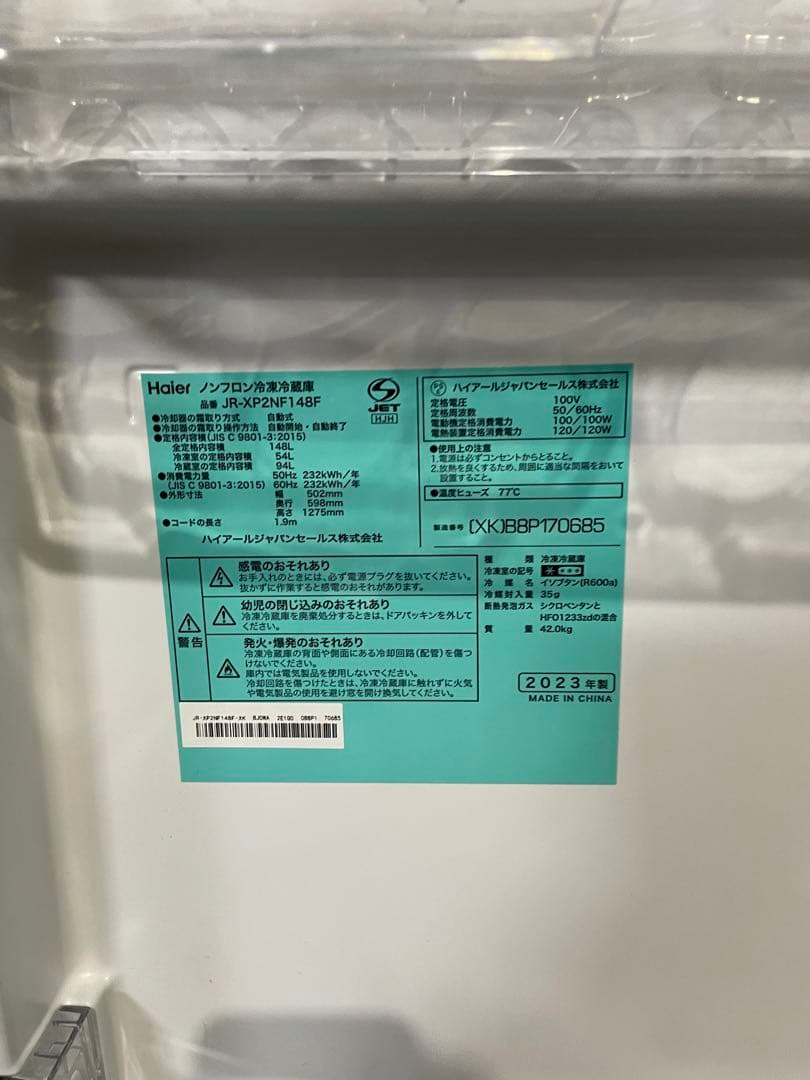 Haier ノンフロン冷凍冷蔵庫
品番 JR-XP2NF148F
JET
HJH
●冷却器の霜取り方式 自動式
●冷却器の霜取り操作方法 自動開始・自動終了
●定格内容積(JIS C 9801-3:2015)
全定格内容積 148L
冷凍室の定格内容積 54L
冷蔵室の定格内容積 94L
●消費電力量 50Hz 232kWh/年
(JIS C 9801-3:2015) 60Hz 232kWh/年
●外形寸法 幅 502mm
奥行 598mm
高さ 1275mm
●コードの長さ 1.9m
ハイアールジャパンセールス株式会社
PSE ハイアールジャパンセールス株式会社
定格電圧 100V
定格周波数 50/60Hz
電動機定格消費電力 100/100W
電熱装置定格消費電力 120/120W
●使用上の注意
1.電源は必ずコンセントからとること。
2.放熱を良くするため、周囲に適当な間隔をおいて
設置すること。
●温度ヒューズ 77℃
製造番号 (XK)B8P170685
警告
感電のおそれあり
お手入れのときには、必ず電源プラグを抜いてください。
抜かずに作業すると感電のおそれがあります。
幼児の閉じ込みのおそれあり
冷凍冷蔵庫を廃棄処分するときは、ドアパッキンを外して
ください。
発火・爆発のおそれあり
冷凍冷蔵庫の背面や側面にある冷却回路(配管)を傷つ
けないでください。
庫内では電気製品を使用しないでください。
冷却回路を傷つけたときは、冷凍冷蔵庫に触れずに火気
や電気製品の使用を避け窓を開け換気してください。
種類 冷凍冷蔵庫
冷凍室の記号 ****
冷媒名 イソブタン(R600a)
冷媒封入量 35g
断熱発泡ガス シクロペンタンと
HFO1233zdの混合
質量 42.0kg
2023年製
MADE IN CHINA
JR-XP2NF148F-XK BJ0WA 2E100 0B8P1 70685